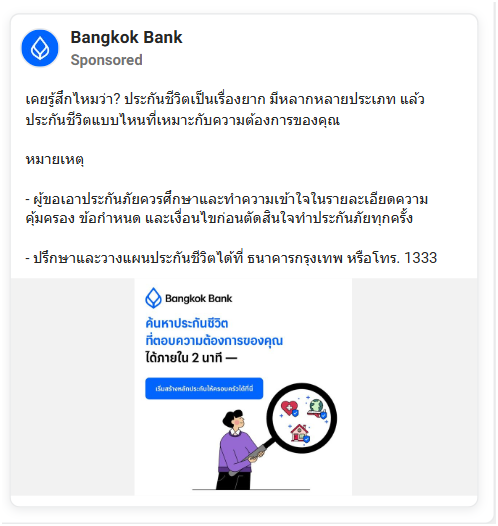 Bangkok Bank
Sponsored
เคยรู้สึกไหมว่า? ประกันชีวิตเป็นเรื่องยาก มีหลากหลายประเภท แล้ว
ประกันชีวิตแบบไหนที่เหมาะกับความต้องการของคุณ
หมายเหตุ
- ผู้ขอเอาประกันภัยควรศึกษาและทำความเข้าใจในรายละเอียดความ
คุ้มครอง ข้อกำหนด และเงื่อนไขก่อนตัดสินใจทำประกันภัยทุกครั้ง
- ปรึกษาและวางแผนประกันชีวิตได้ที่ ธนาคารกรุงเทพ หรือโทร. 1333
Bangkok Bank
ค้นหาประกันชีวิต
ที่ตอบความต้องการของคุณ
ได้ภายใน 2 นาที —
เริ่มสร้างหลักประกันให้ครอบครัวได้ที่นี่